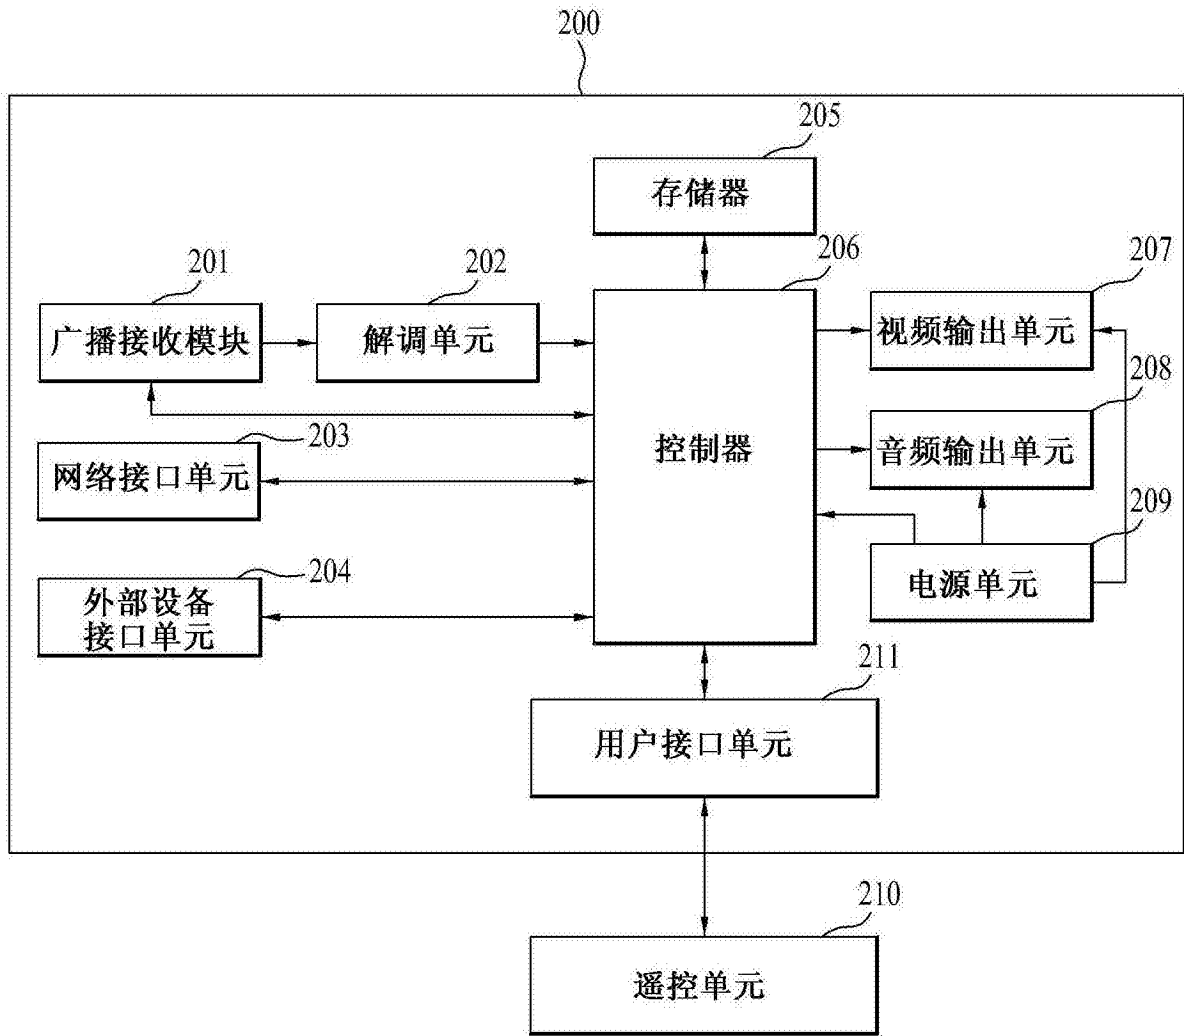 200
205
存储器
201
202
206
207
广播接收模块
解调单元
视频输出单元
208
203
控制器
音频输出单元
网络接口单元
209
204
电源单元
外部设备
接口单元
211
用户接口单元
210
遥控单元